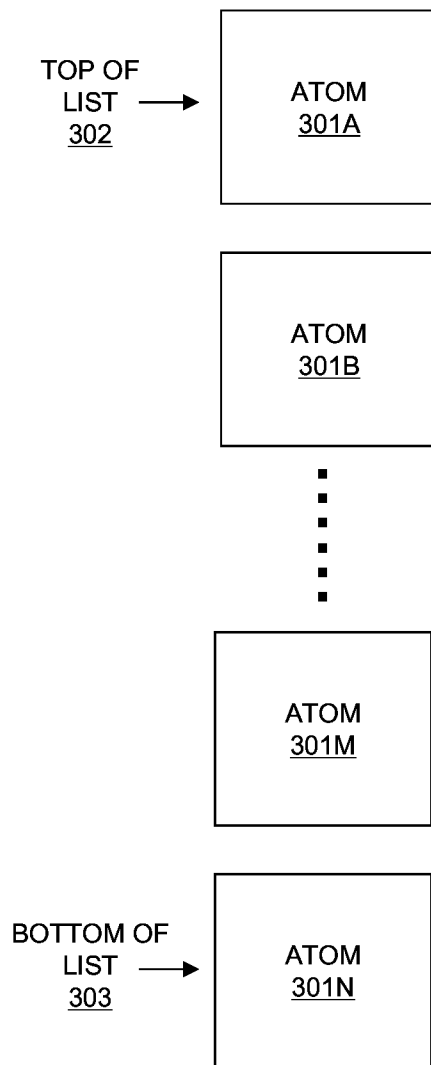 TOP OF
LIST
302
ATOM
301A
ATOM
301B
ATOM
301M
BOTTOM OF
LIST
303
ATOM
301N